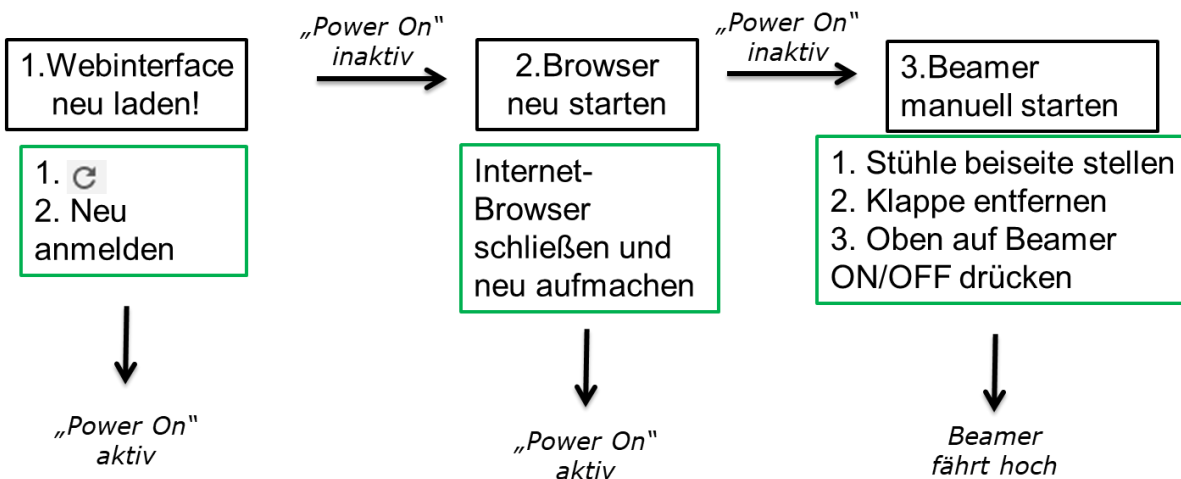 „Power On“
inaktiv
„Power On“
inaktiv
1.Webinterface
neu laden!
2.Browser
neu starten
3.Beamer
manuell starten
1.
2. Neu
anmelden
Internet-
Browser
schließen und
neu aufmachen
1. Stühle beiseite stellen
2. Klappe entfernen
3. Oben auf Beamer
ON/OFF drücken
„Power On“
aktiv
„Power On“
aktiv
Beamer
fährt hoch